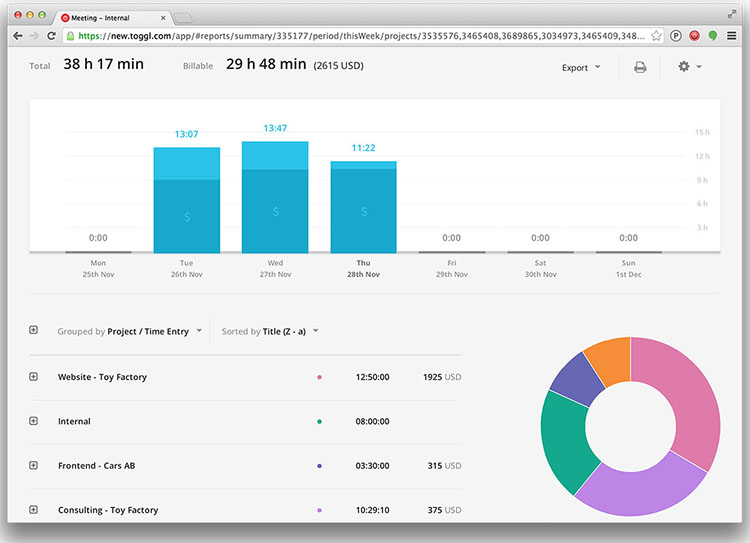 Meeting – Internal
https://new.toggl.com/app/#reports/summary/335177/period/thisWeek/projects/3535576,3465408,3689865,3034973,3465409,348...
Total 38 h 17 min Billable 29 h 48 min (2615 USD) Export
13:07 13:47 11:22
15 h
12 h
9 h
6 h
3 h
$ $ $
0:00 0:00 0:00 0:00
Mon Tue Wed Thu Fri Sat Sun
25th Nov 26th Nov 27th Nov 28th Nov 29th Nov 30th Nov 1st Dec
Grouped by Project / Time Entry Sorted by Title (Z - a)
Website - Toy Factory 12:50:00 1925 USD
Internal 08:00:00
Frontend - Cars AB 03:30:00 315 USD
Consulting - Toy Factory 10:29:10 375 USD